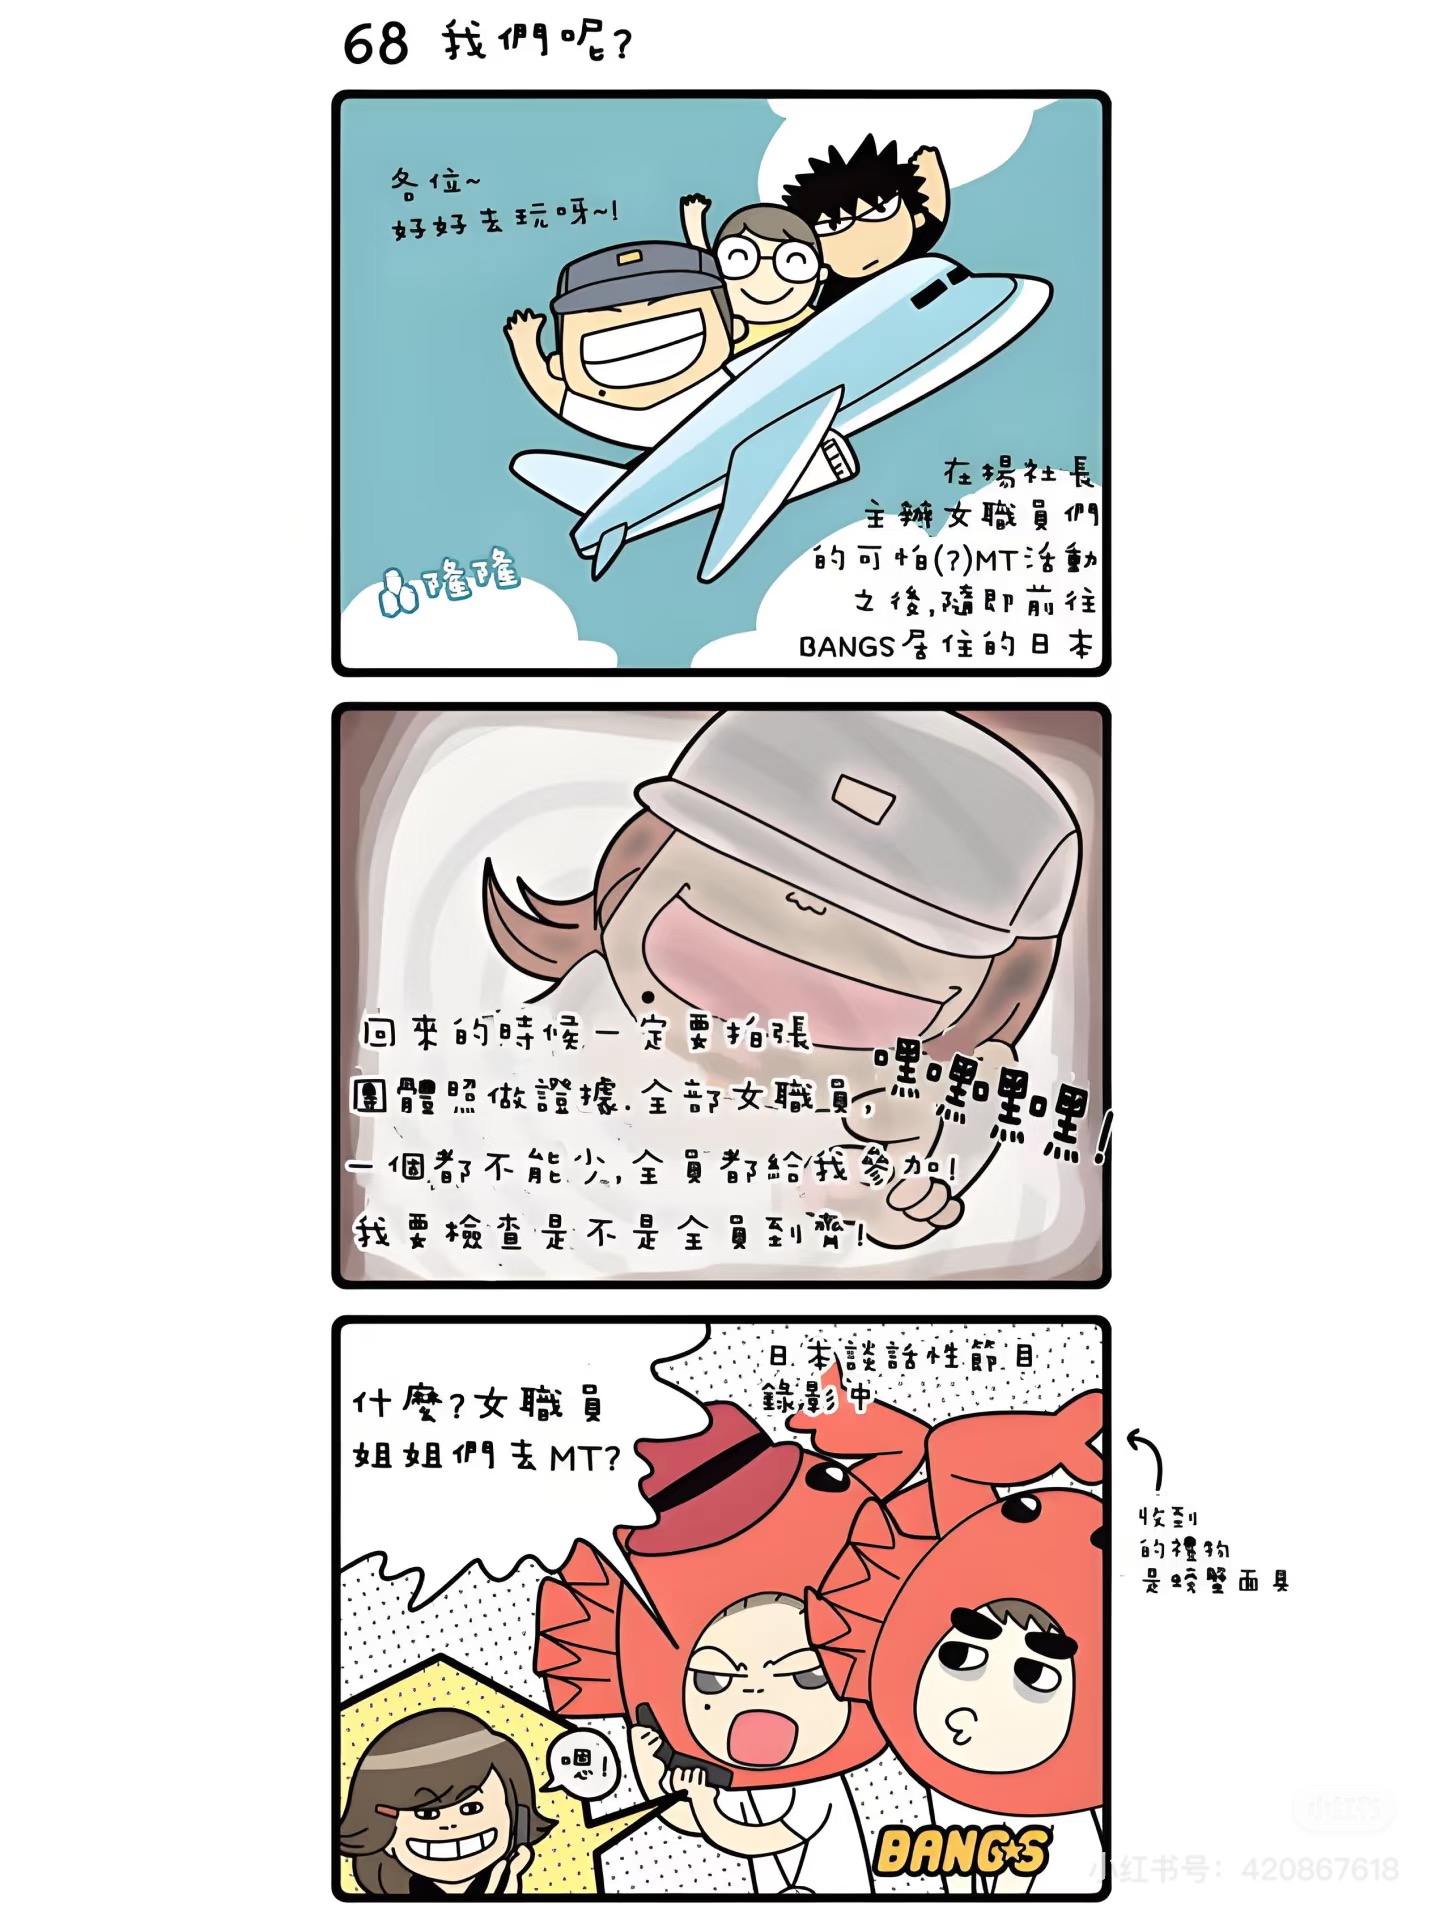 68 我們呢?
各位~
好好去玩呀~!
在楊社長
主辦女職員們
的可怕(?)MT活動
之後,隨即前往
BANGS居住的日本
隆隆
回來的時候一定要拍張
團體照做證據.全部女職員,
一個都不能少,全員都給我參加!
我要檢查是不是全員到齊!
嘿嘿嘿嘿!
日本談話性節目
錄影中
什麼?女職員
姐姐們去MT?
收到
的禮物
是螃蟹面具
嗯!
BANGS
小红书
小红书号: 420867618